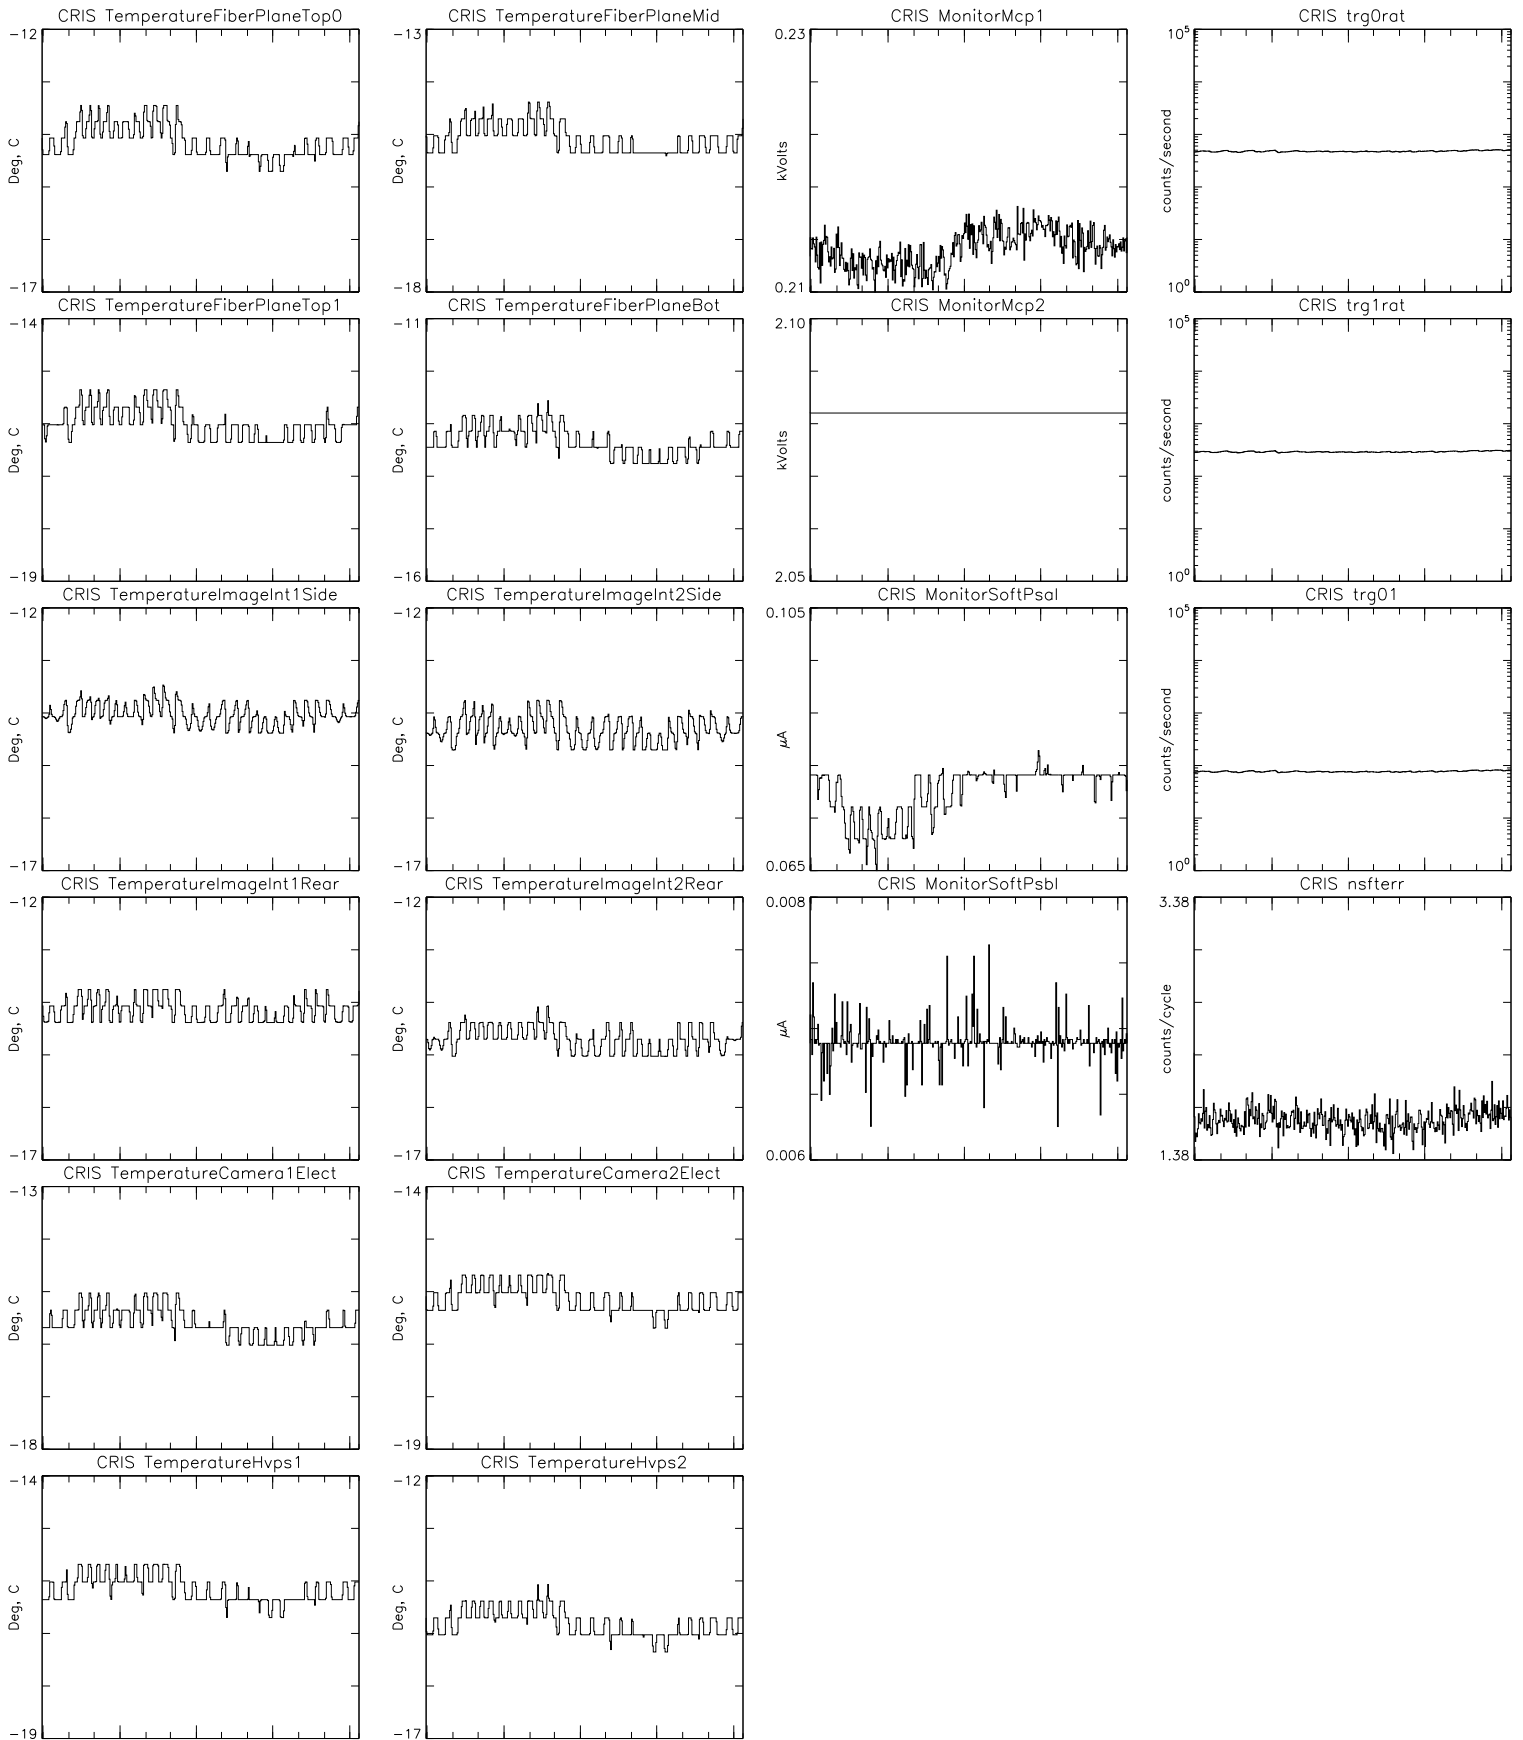 CRIS TemperatureFiberPlaneTop0
-12
Deg, C
-17
CRIS TemperatureFiberPlaneMid
-13
Deg, C
-18
CRIS MonitorMcp1
0.23
kVolts
0.21
CRIS trg0rat
10^5
counts/second
10^0
CRIS TemperatureFiberPlaneTop1
-14
Deg, C
-19
CRIS TemperatureFiberPlaneBot
-11
Deg, C
-16
CRIS MonitorMcp2
2.10
kVolts
2.05
CRIS trg1rat
10^5
counts/second
10^0
CRIS TemperatureImageInt1Side
-12
Deg, C
-17
CRIS TemperatureImageInt2Side
-12
Deg, C
-17
CRIS MonitorSoftPsaI
0.105
μA
0.065
CRIS trg01
10^5
counts/second
10^0
CRIS TemperatureImageInt1Rear
-12
Deg, C
-17
CRIS TemperatureImageInt2Rear
-12
Deg, C
-17
CRIS MonitorSoftPsbI
0.008
μA
0.006
CRIS nsfterr
3.38
counts/cycle
1.38
CRIS TemperatureCamera1Elect
-13
Deg, C
-18
CRIS TemperatureCamera2Elect
-14
Deg, C
-19
CRIS TemperatureHvps1
-14
Deg, C
-19
CRIS TemperatureHvps2
-12
Deg, C
-17